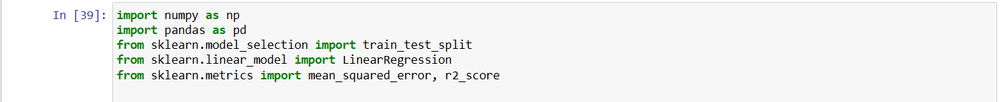 In [39]: import numpy as np
import pandas as pd
from sklearn.model_selection import train_test_split
from sklearn.linear_model import LinearRegression
from sklearn.metrics import mean_squared_error, r2_score